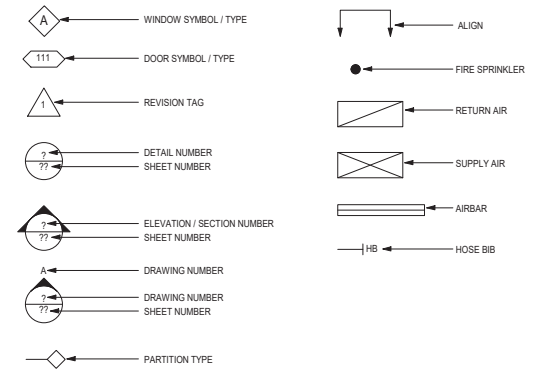 A WINDOW SYMBOL / TYPE
111 DOOR SYMBOL / TYPE
1 REVISION TAG
? DETAIL NUMBER
?? SHEET NUMBER
? ELEVATION / SECTION NUMBER
?? SHEET NUMBER
A DRAWING NUMBER
? DRAWING NUMBER
?? SHEET NUMBER
PARTITION TYPE
ALIGN
FIRE SPRINKLER
RETURN AIR
SUPPLY AIR
AIRBAR
HB HOSE BIB